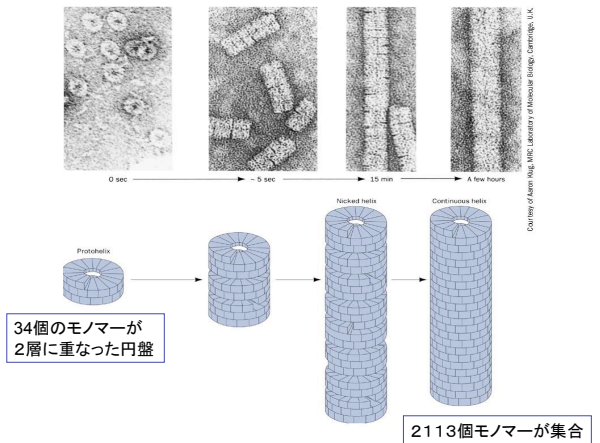 Courtesy of Aaron Klug, MRC Laboratory of Molecular Biology, Cambridge, U.K.
0 sec
~ 5 sec
15 min
A few hours
Nicked helix
Continuous helix
Protohelix
34個のモノマーが
２層に重なった円盤
２１１３個モノマーが集合